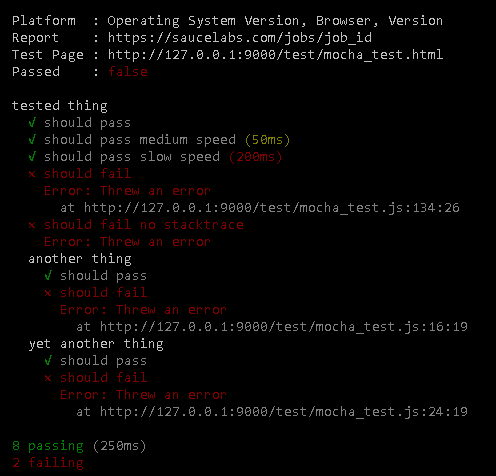 Platform  : Operating System Version, Browser, Version
Report    : https://saucelabs.com/jobs/job_id
Test Page : http://127.0.0.1:9000/test/mocha_test.html
Passed    : false
tested thing
√ should pass
√ should pass medium speed (50ms)
√ should pass slow speed (200ms)
× should fail
Error: Threw an error
at http://127.0.0.1:9000/test/mocha_test.js:134:26
× should fail no stacktrace
Error: Threw an error
another thing
√ should pass
× should fail
Error: Threw an error
at http://127.0.0.1:9000/test/mocha_test.js:16:19
yet another thing
√ should pass
× should fail
Error: Threw an error
at http://127.0.0.1:9000/test/mocha_test.js:24:19
8 passing (250ms)
2 failing